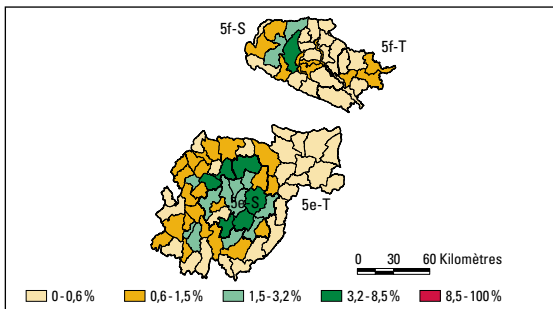 5f-S
5f-T
5e-S
5e-T
0 30 60 Kilomètres
0 - 0,6 % 0,6 - 1,5 % 1,5 - 3,2 % 3,2 - 8,5 % 8,5 - 100 %